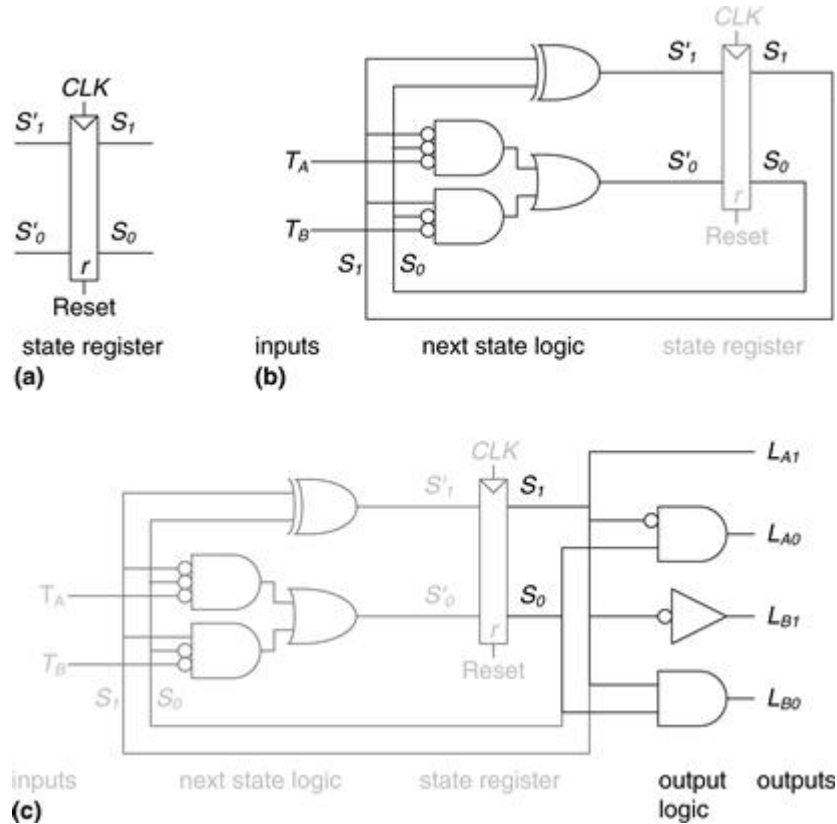 CLK
S'1 S1
S'0 S0
r
Reset
state register
(a)
CLK
S'1 S1
TA
S'0 S0
TB
r
Reset
S1 S0
inputs next state logic state register
(b)
CLK
S'1 S1
LA1
LA0
TA
S'0 S0
LB1
r
TB
Reset
S1 S0
LB0
inputs next state logic state register output logic outputs
(c)